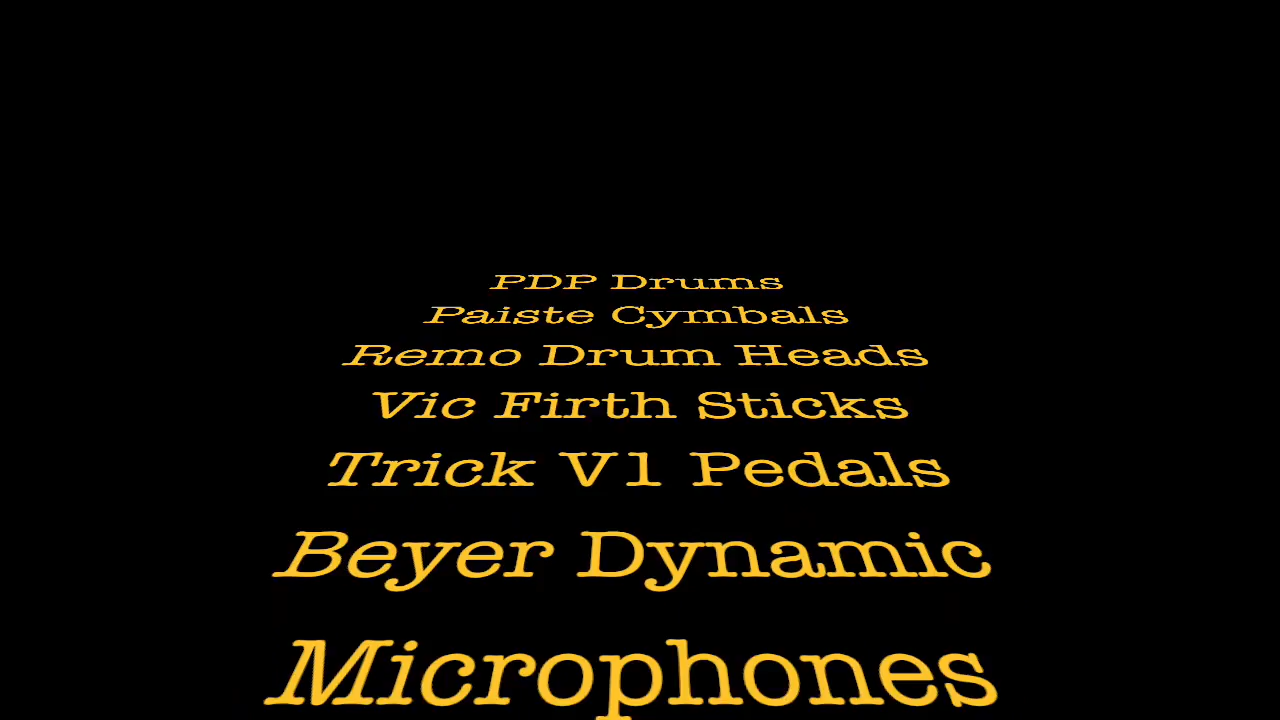 PDP Drums
Paiste Cymbals
Remo Drum Heads
Vic Firth Sticks
Trick V1 Pedals
Beyer Dynamic
Microphones